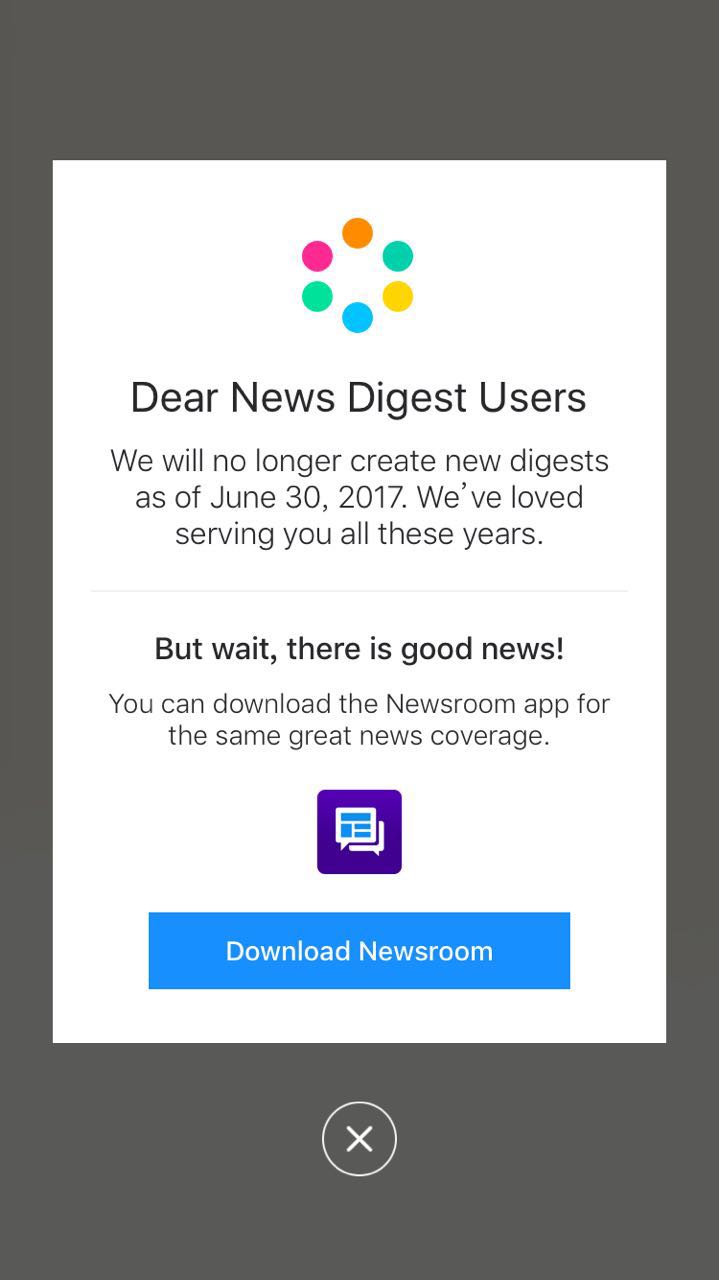 Dear News Digest Users
We will no longer create new digests
as of June 30, 2017. We’ve loved
serving you all these years.
But wait, there is good news!
You can download the Newsroom app for
the same great news coverage.
Download Newsroom